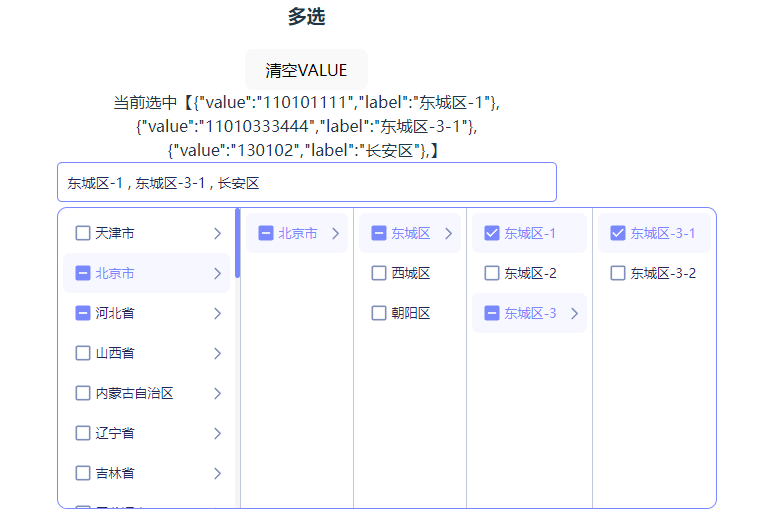 多选
清空VALUE
当前选中【{"value":"110101111","label":"东城区-1"},
{"value":"11010333444","label":"东城区-3-1"},
{"value":"130102","label":"长安区"},】
东城区-1 , 东城区-3-1 , 长安区
天津市
北京市
河北省
山西省
内蒙古自治区
辽宁省
吉林省
北京市
东城区
西城区
朝阳区
东城区-1
东城区-2
东城区-3
东城区-3-1
东城区-3-2